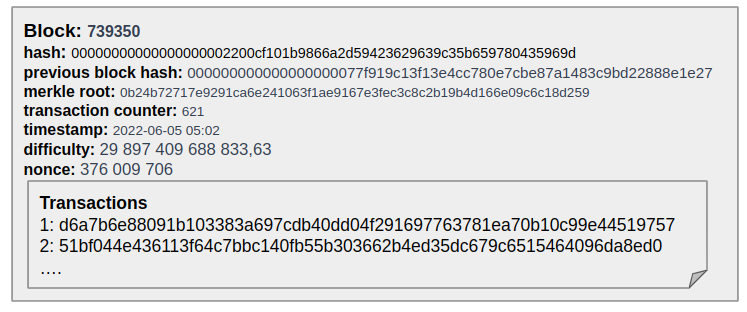 Block: 739350
hash: 00000000000000000002200cf101b9866a2d59423629639c35b659780435969d
previous block hash: 000000000000000000077f919c13f13e4cc780e7cbe87a1483c9bd22888e1e27
merkle root: 0b24b72717e9291ca6e241063f1ae9167e3fec3c8c2b19b4d166e09c6c18d259
transaction counter: 621
timestamp: 2022-06-05 05:02
difficulty: 29 897 409 688 833,63
nonce: 376 009 706
Transactions
1: d6a7b6e88091b103383a697cdb40dd04f291697763781ea70b10c99e44519757
2: 51bf044e436113f64c7bbc140fb55b303662b4ed35dc679c6515464096da8ed0
....